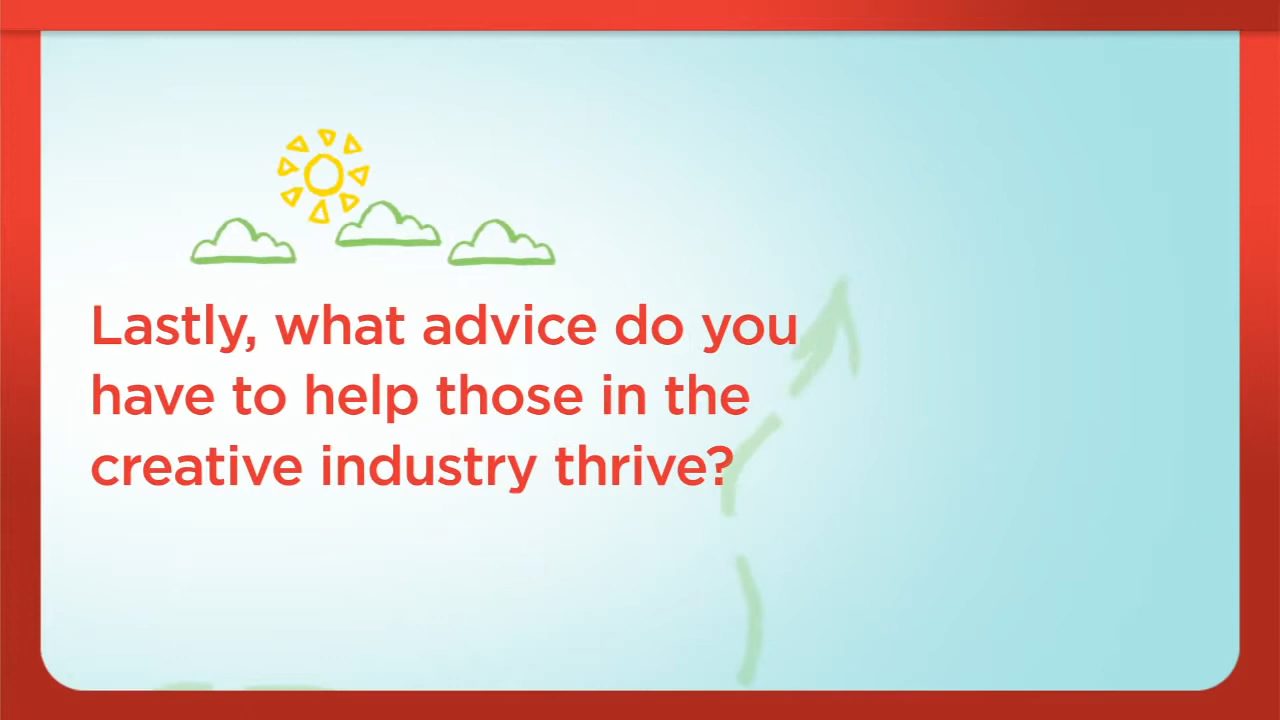 Lastly, what advice do you
have to help those in the
creative industry thrive?